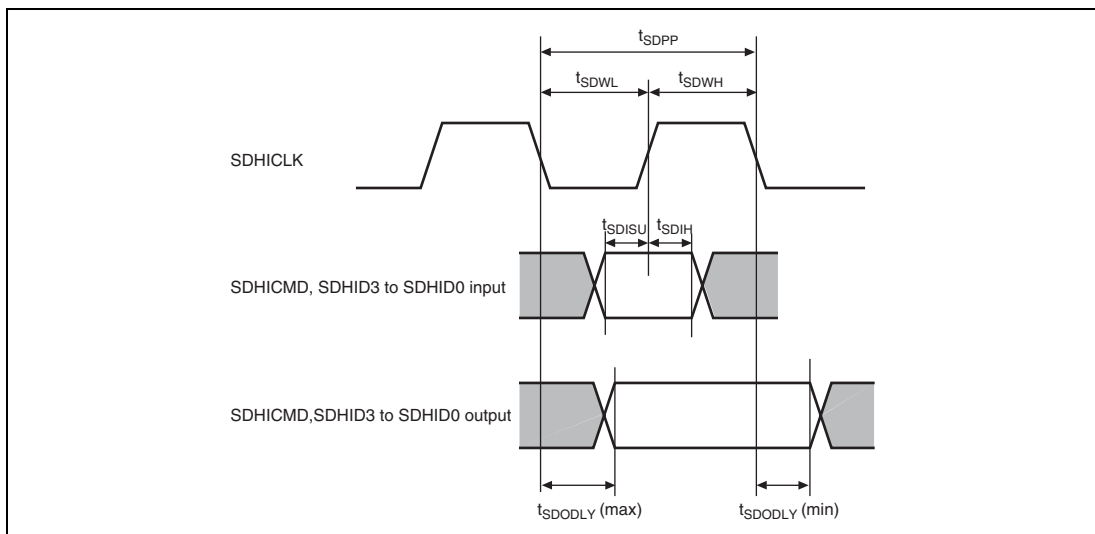 tSDPP
tSDWL tSDWH
SDHICLK
tSDISU tSDIH
SDHICMD, SDHID3 to SDHID0 input
SDHICMD,SDHID3 to SDHID0 output
tSDODLY (max) tSDODLY (min)